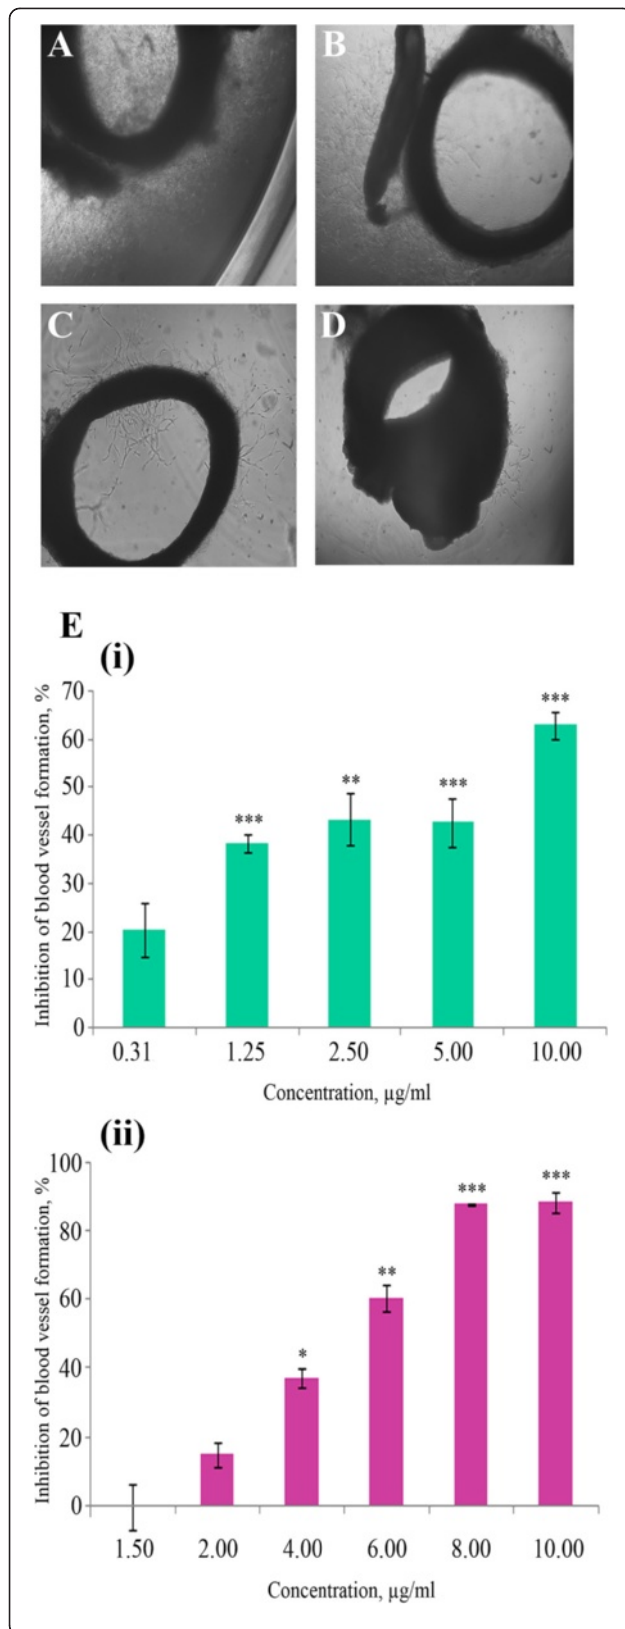 A
B
C
D
E
(i)
Inhibition of blood vessel formation, %
70
60
50
40
30
20
10
0
***
**
***
***
0.31 1.25 2.50 5.00 10.00
Concentration, µg/ml
(ii)
Inhibition of blood vessel formation, %
100
80
60
40
20
0
*
**
***
***
1.50 2.00 4.00 6.00 8.00 10.00
Concentration, µg/ml